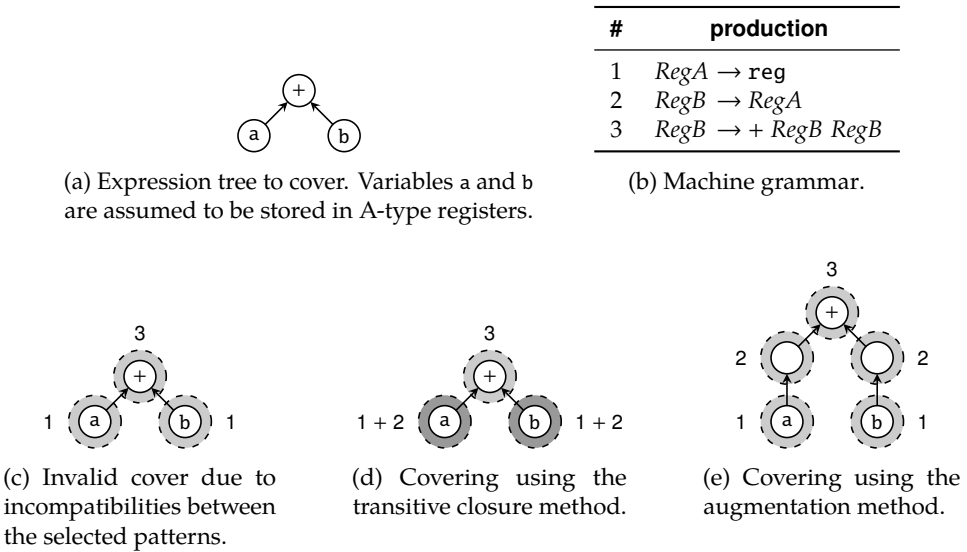 +
a b
(a) Expression tree to cover. Variables a and b
are assumed to be stored in A-type registers.
# production
1 RegA → reg
2 RegB → RegA
3 RegB → + RegB RegB
(b) Machine grammar.
3
+
1 a b 1
(c) Invalid cover due to
incompatibilities between
the selected patterns.
3
+
1 + 2 a b 1 + 2
(d) Covering using the
transitive closure method.
3
+
2 2
1 a b 1
(e) Covering using the
augmentation method.